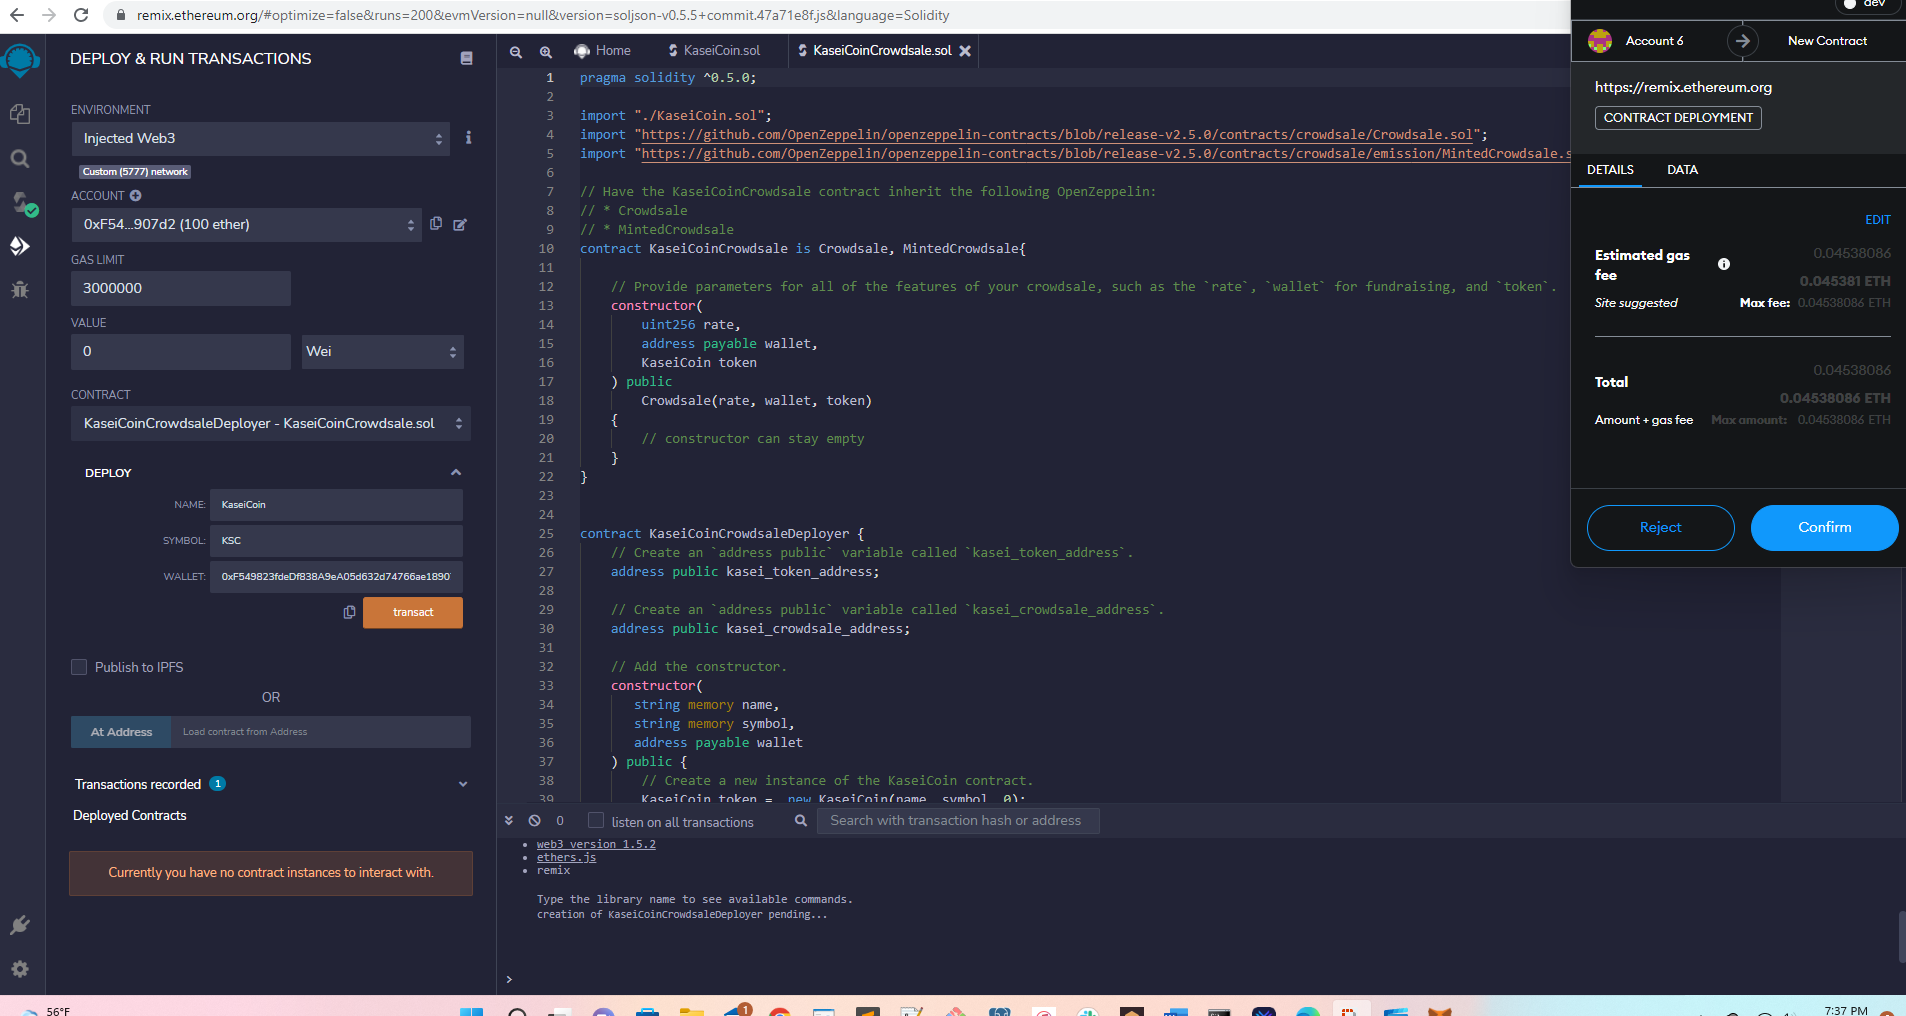 remix.ethereum.org/#optimize=false&runs=200&evmVersion=null&version=soljson-v0.5.5+commit.47a71e8f.js&language=Solidity
dev
DEPLOY & RUN TRANSACTIONS
ENVIRONMENT
Injected Web3
Custom (5777) network
ACCOUNT
0xF54...907d2 (100 ether)
GAS LIMIT
3000000
VALUE
0
Wei
CONTRACT
KaseiCoinCrowdsaleDeployer - KaseiCoinCrowdsale.sol
DEPLOY
NAME: KaseiCoin
SYMBOL: KSC
WALLET: 0xF549823fdeDf838A9eA05d632d74766ae1890
transact
Publish to IPFS
OR
At Address
Load contract from Address
Transactions recorded 1
Deployed Contracts
Currently you have no contract instances to interact with.
Home
KaseiCoin.sol
KaseiCoinCrowdsale.sol
1 pragma solidity ^0.5.0;
2
3 import "./KaseiCoin.sol";
4 import "https://github.com/OpenZeppelin/openzeppelin-contracts/blob/release-v2.5.0/contracts/crowdsale/Crowdsale.sol";
5 import "https://github.com/OpenZeppelin/openzeppelin-contracts/blob/release-v2.5.0/contracts/crowdsale/emission/MintedCrowdsale.s
6
7 // Have the KaseiCoinCrowdsale contract inherit the following OpenZeppelin:
8 // * Crowdsale
9 // * MintedCrowdsale
10 contract KaseiCoinCrowdsale is Crowdsale, MintedCrowdsale{
11
12 // Provide parameters for all of the features of your crowdsale, such as the `rate`, `wallet` for fundraising, and `token`.
13 constructor(
14 uint256 rate,
15 address payable wallet,
16 KaseiCoin token
17 ) public
18 Crowdsale(rate, wallet, token)
19 {
20 // constructor can stay empty
21 }
22 }
23
24
25 contract KaseiCoinCrowdsaleDeployer {
26 // Create an `address public` variable called `kasei_token_address`.
27 address public kasei_token_address;
28
29 // Create an `address public` variable called `kasei_crowdsale_address`.
30 address public kasei_crowdsale_address;
31
32 // Add the constructor.
33 constructor(
34 string memory name,
35 string memory symbol,
36 address payable wallet
37 ) public {
38 // Create a new instance of the KaseiCoin contract.
39 KaseiCoin token = new KaseiCoin(name, symbol, 0);
0
listen on all transactions
Search with transaction hash or address
web3 version 1.5.2
ethers.js
remix
Type the library name to see available commands.
creation of KaseiCoinCrowdsaleDeployer pending...
>
Account 6
New Contract
https://remix.ethereum.org
CONTRACT DEPLOYMENT
DETAILS
DATA
EDIT
Estimated gas fee
0.04538086
0.045381 ETH
Site suggested
Max fee: 0.04538086 ETH
Total
0.04538086
0.04538086 ETH
Amount + gas fee
Max amount: 0.04538086 ETH
Reject
Confirm
56°F
1
7:37 PM